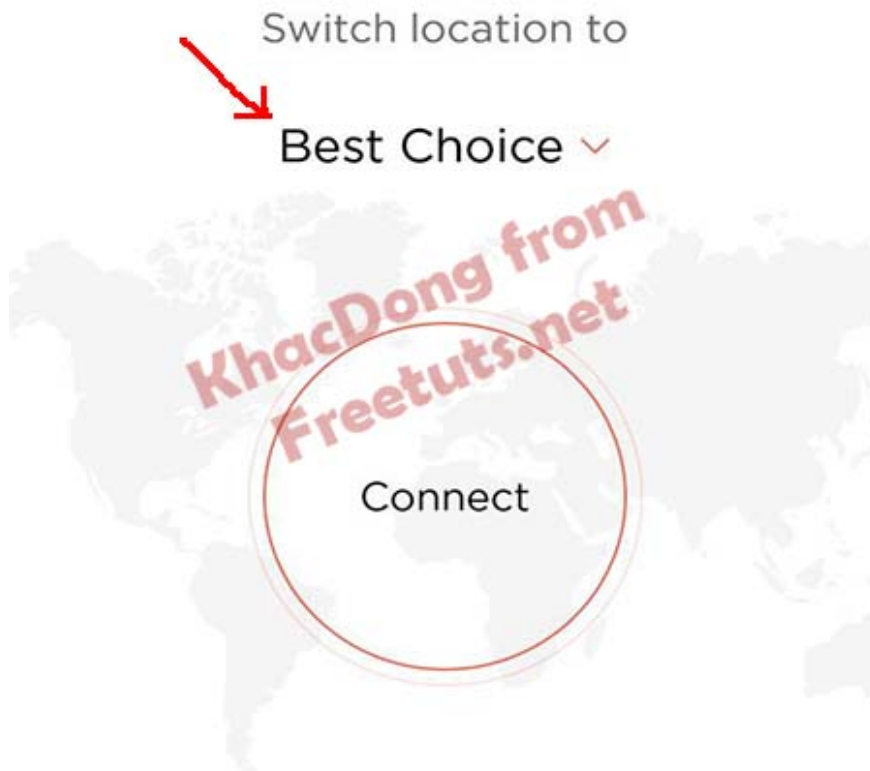 Switch location to
Best Choice
KhacDong from
Freetuts.net
Connect